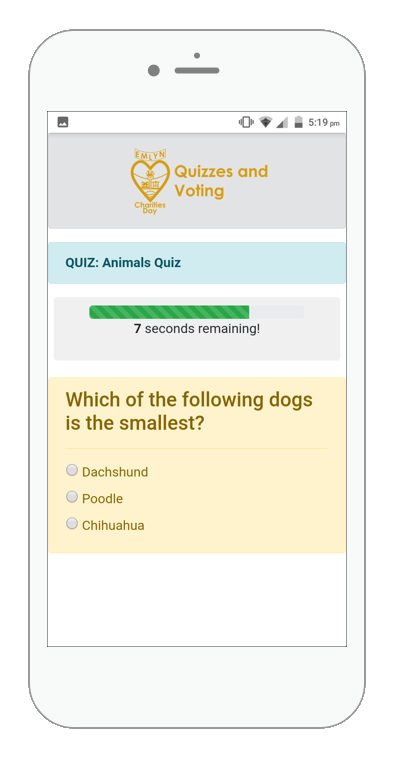 5:19 pm
EMLYN
Charities
Day
Quizzes and
Voting
QUIZ: Animals Quiz
7 seconds remaining!
Which of the following dogs
is the smallest?
Dachshund
Poodle
Chihuahua